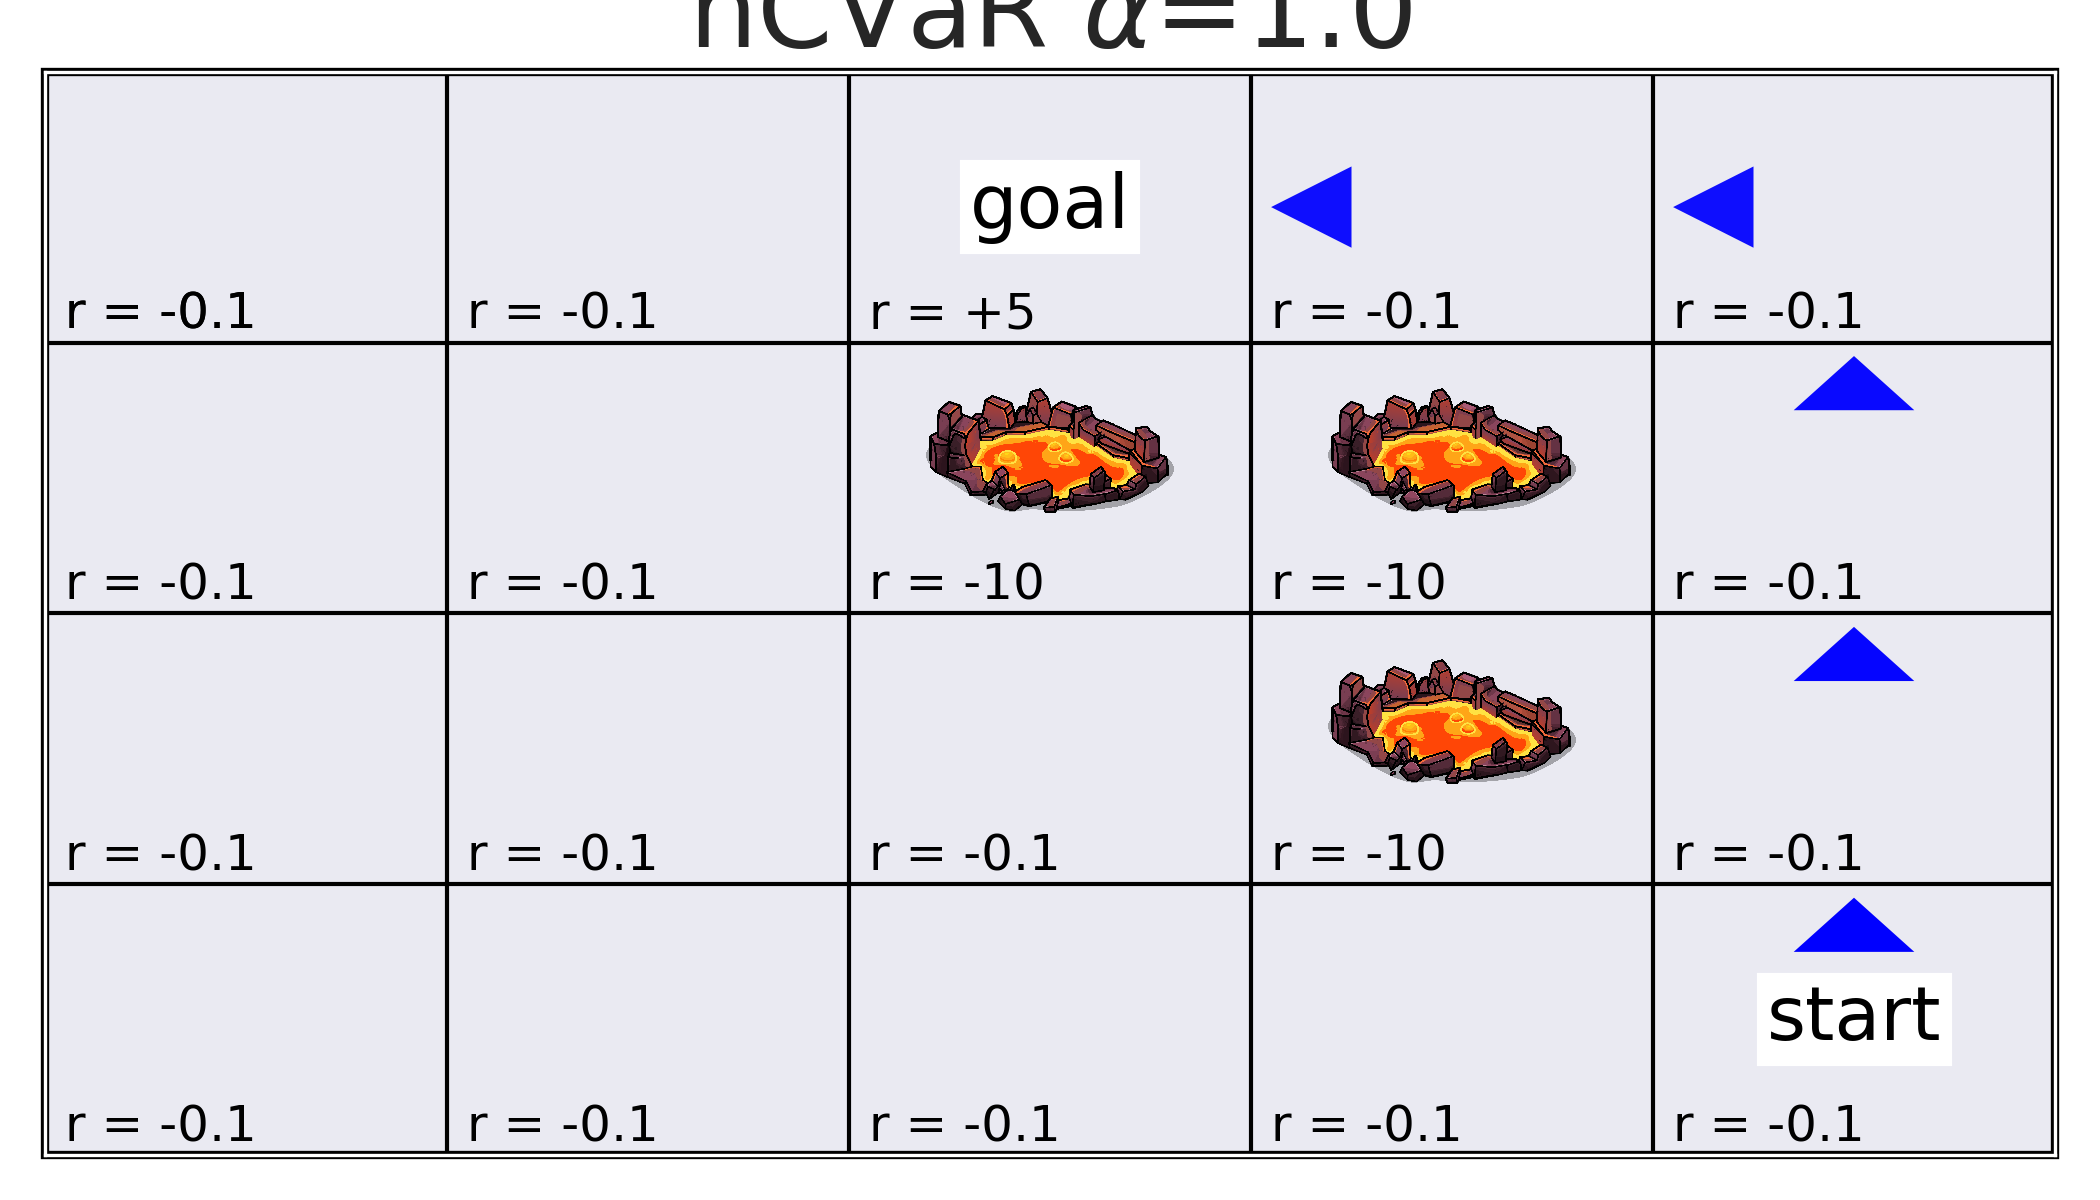 nCVaR α=1.0
goal
r = -0.1 r = -0.1 r = +5 r = -0.1 r = -0.1
r = -0.1 r = -0.1 r = -10 r = -10 r = -0.1
r = -0.1 r = -0.1 r = -0.1 r = -10 r = -0.1
start
r = -0.1 r = -0.1 r = -0.1 r = -0.1 r = -0.1